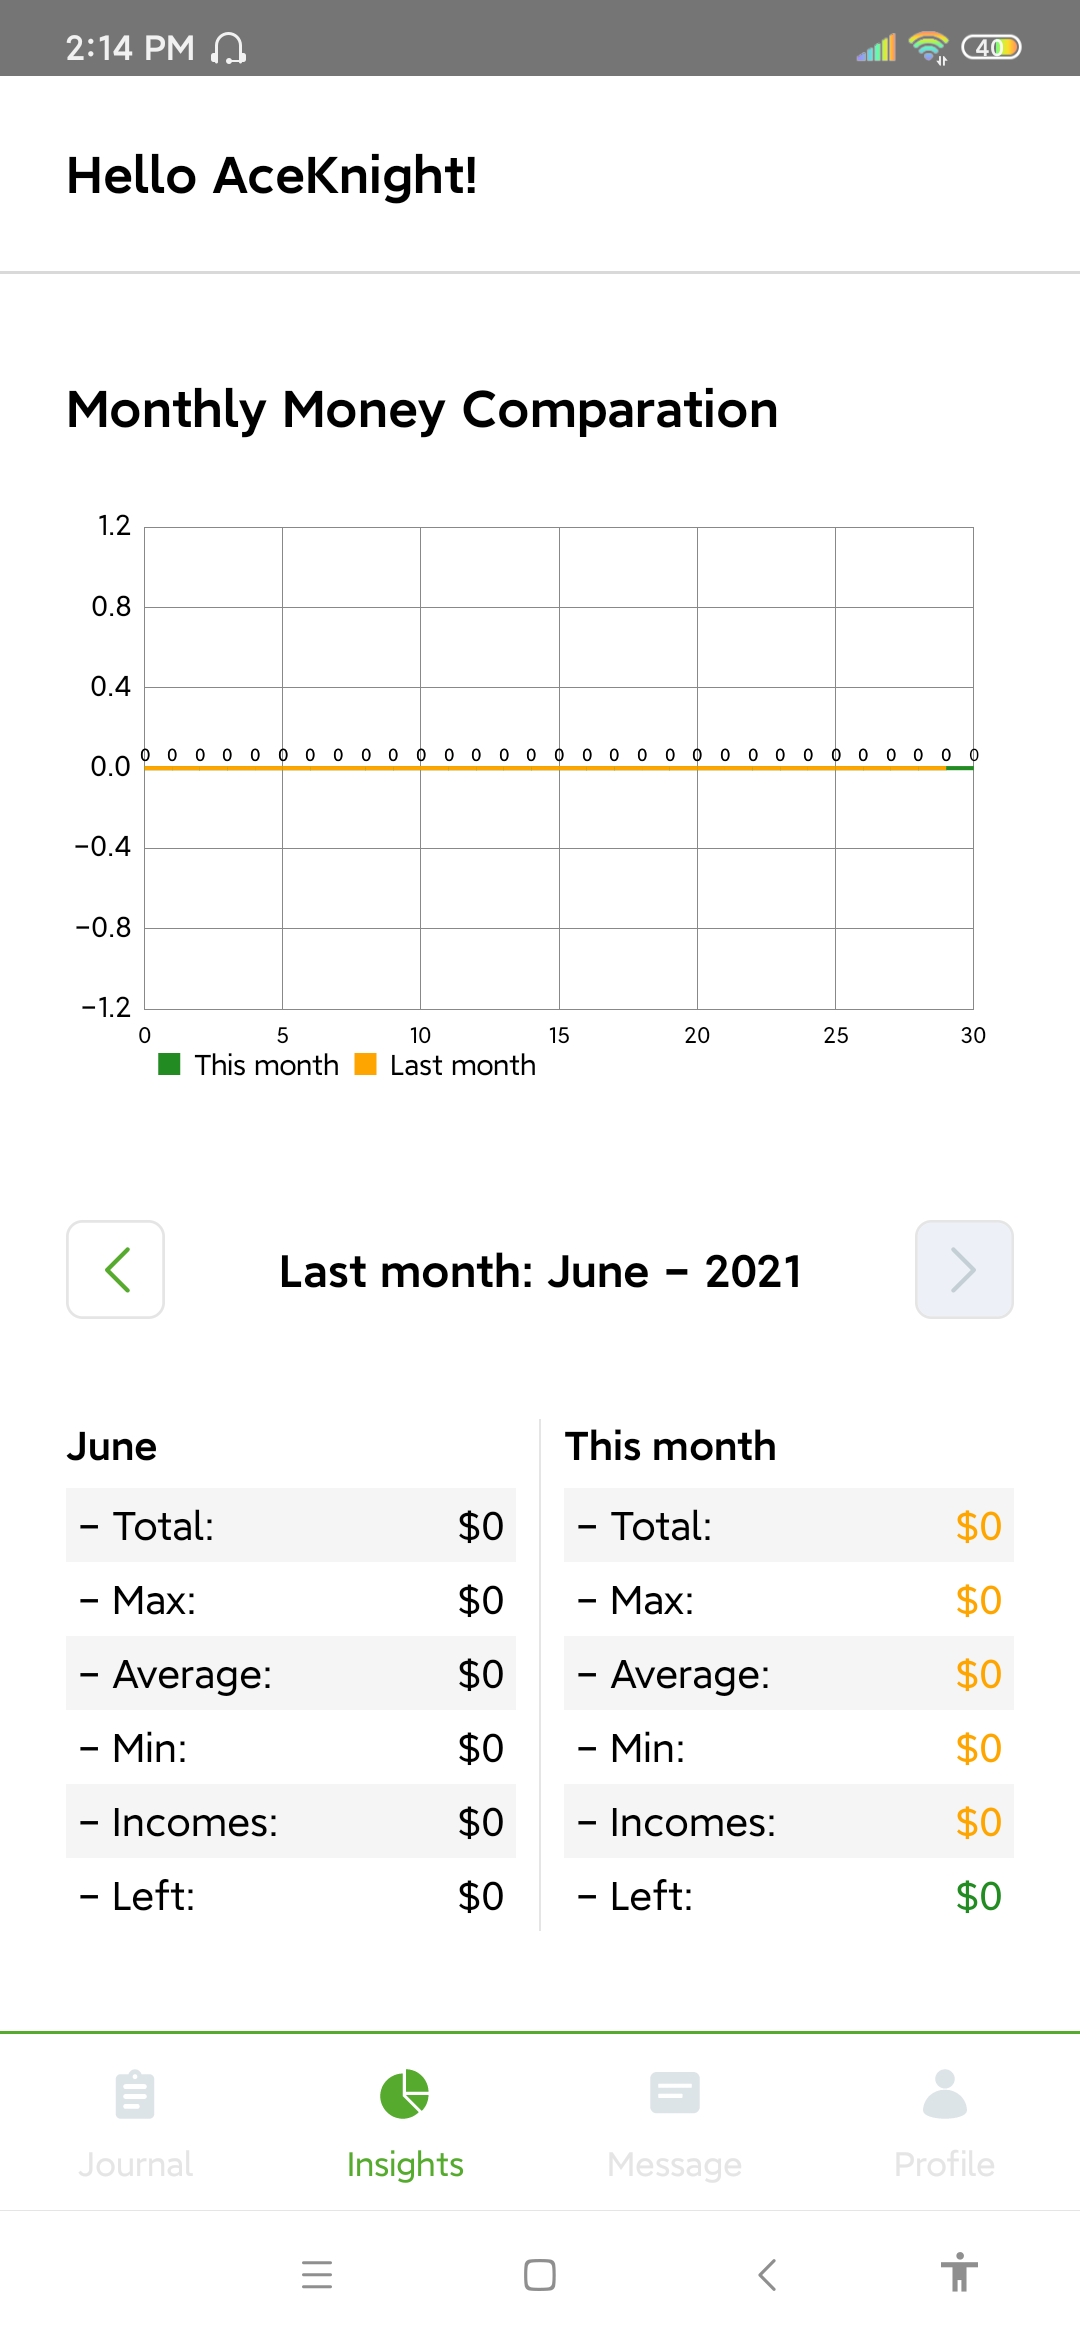 2:14 PM 40
Hello AceKnight!
Monthly Money Comparation
1.2
0.8
0.4
0 0 0 0 0 0 0 0 0 0 0 0 0 0 0 0 0 0 0 0 0 0 0 0 0 0 0 0 0 0 0
0.0
−0.4
−0.8
−1.2
0 5 10 15 20 25 30
This month Last month
Last month: June − 2021
June This month
− Total: $0 − Total: $0
− Max: $0 − Max: $0
− Average: $0 − Average: $0
− Min: $0 − Min: $0
− Incomes: $0 − Incomes: $0
− Left: $0 − Left: $0
Journal Insights Message Profile